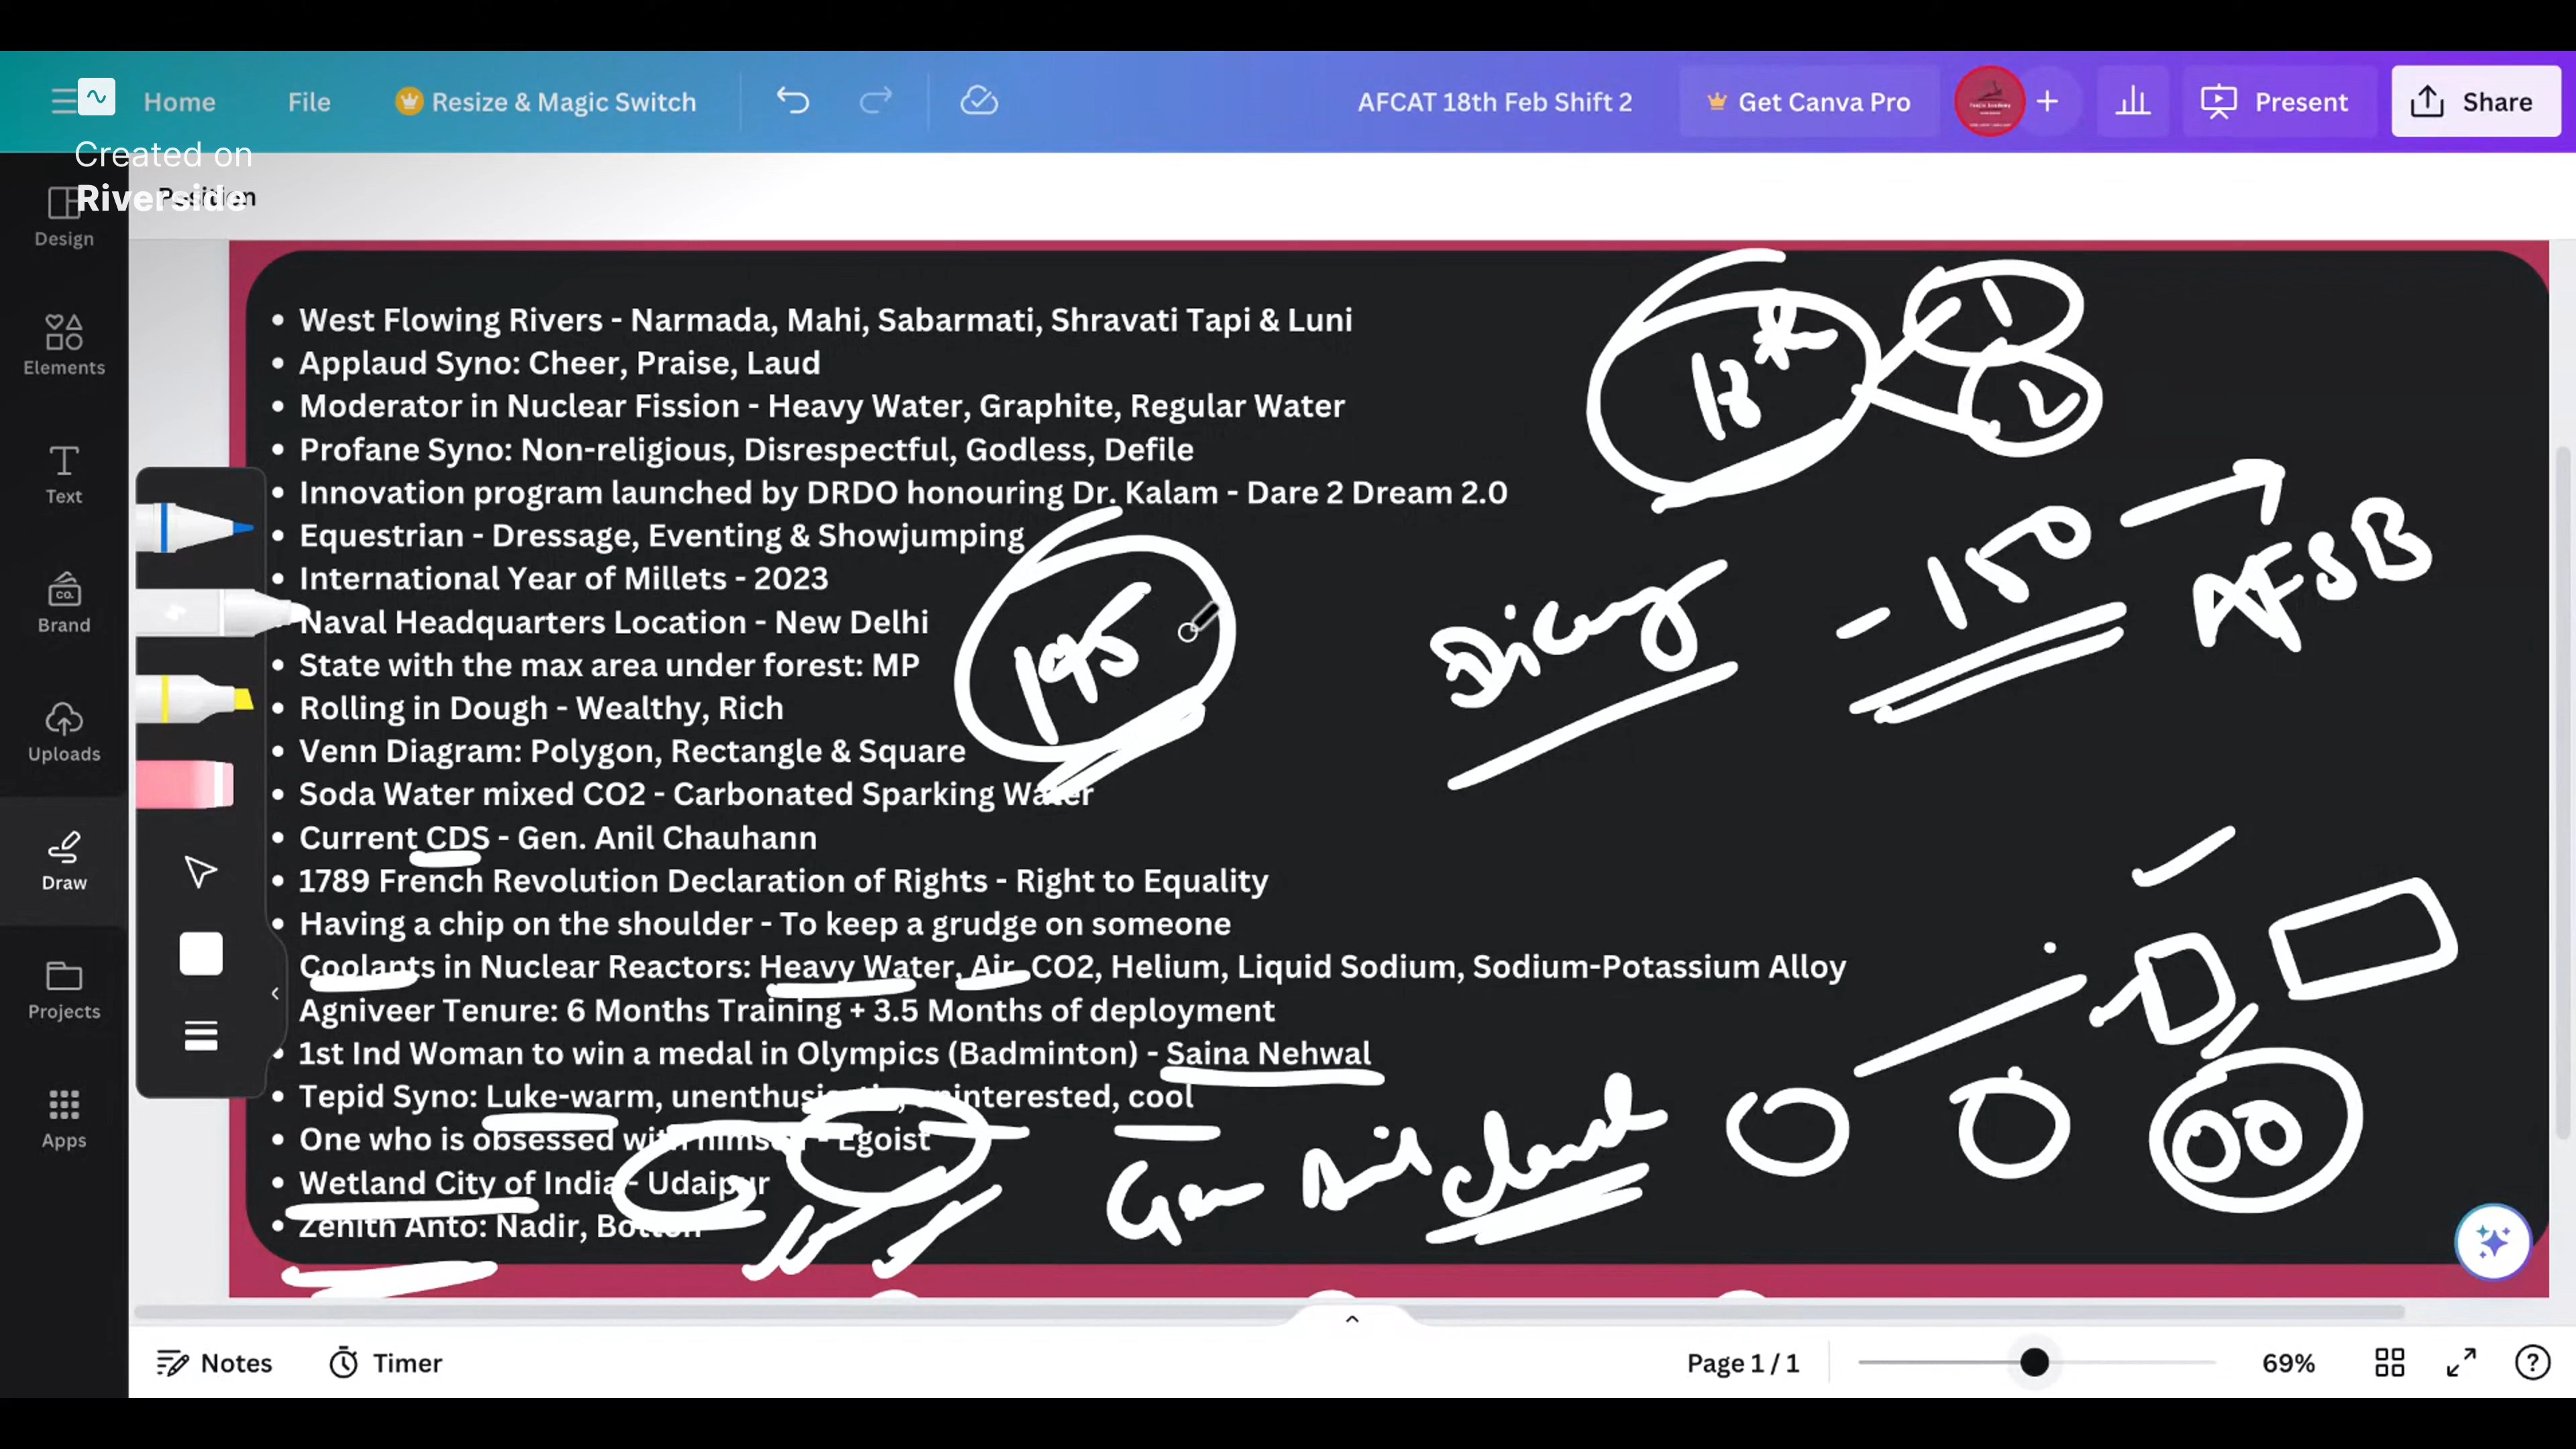 Home File Resize & Magic Switch AFCAT 18th Feb Shift 2 Get Canva Pro Present Share
Created on
Riverside
Position
Design
Elements
Text
CO.
Brand
Uploads
Draw
Projects
Apps
West Flowing Rivers - Narmada, Mahi, Sabarmati, Shravati Tapi & Luni
Applaud Syno: Cheer, Praise, Laud
Moderator in Nuclear Fission - Heavy Water, Graphite, Regular Water
Profane Syno: Non-religious, Disrespectful, Godless, Defile
Innovation program launched by DRDO honouring Dr. Kalam - Dare 2 Dream 2.0
Equestrian - Dressage, Eventing & Showjumping
International Year of Millets - 2023
Naval Headquarters Location - New Delhi
State with the max area under forest: MP
Rolling in Dough - Wealthy, Rich
Venn Diagram: Polygon, Rectangle & Square
Soda Water mixed CO2 - Carbonated Sparking Water
Current CDS - Gen. Anil Chauhann
1789 French Revolution Declaration of Rights - Right to Equality
Having a chip on the shoulder - To keep a grudge on someone
Coolants in Nuclear Reactors: Heavy Water, Air, CO2, Helium, Liquid Sodium, Sodium-Potassium Alloy
Agniveer Tenure: 6 Months Training + 3.5 Months of deployment
1st Ind Woman to win a medal in Olympics (Badminton) - Saina Nehwal
Tepid Syno: Luke-warm, unenthusiastic, uninterested, cool
One who is obsessed with himself - Egoist
Wetland City of India - Udaipur
Zenith Anto: Nadir, Botton
18th
1
2
- 150 → AFSB
Gen Anil
Notes Timer Page 1 / 1 69%